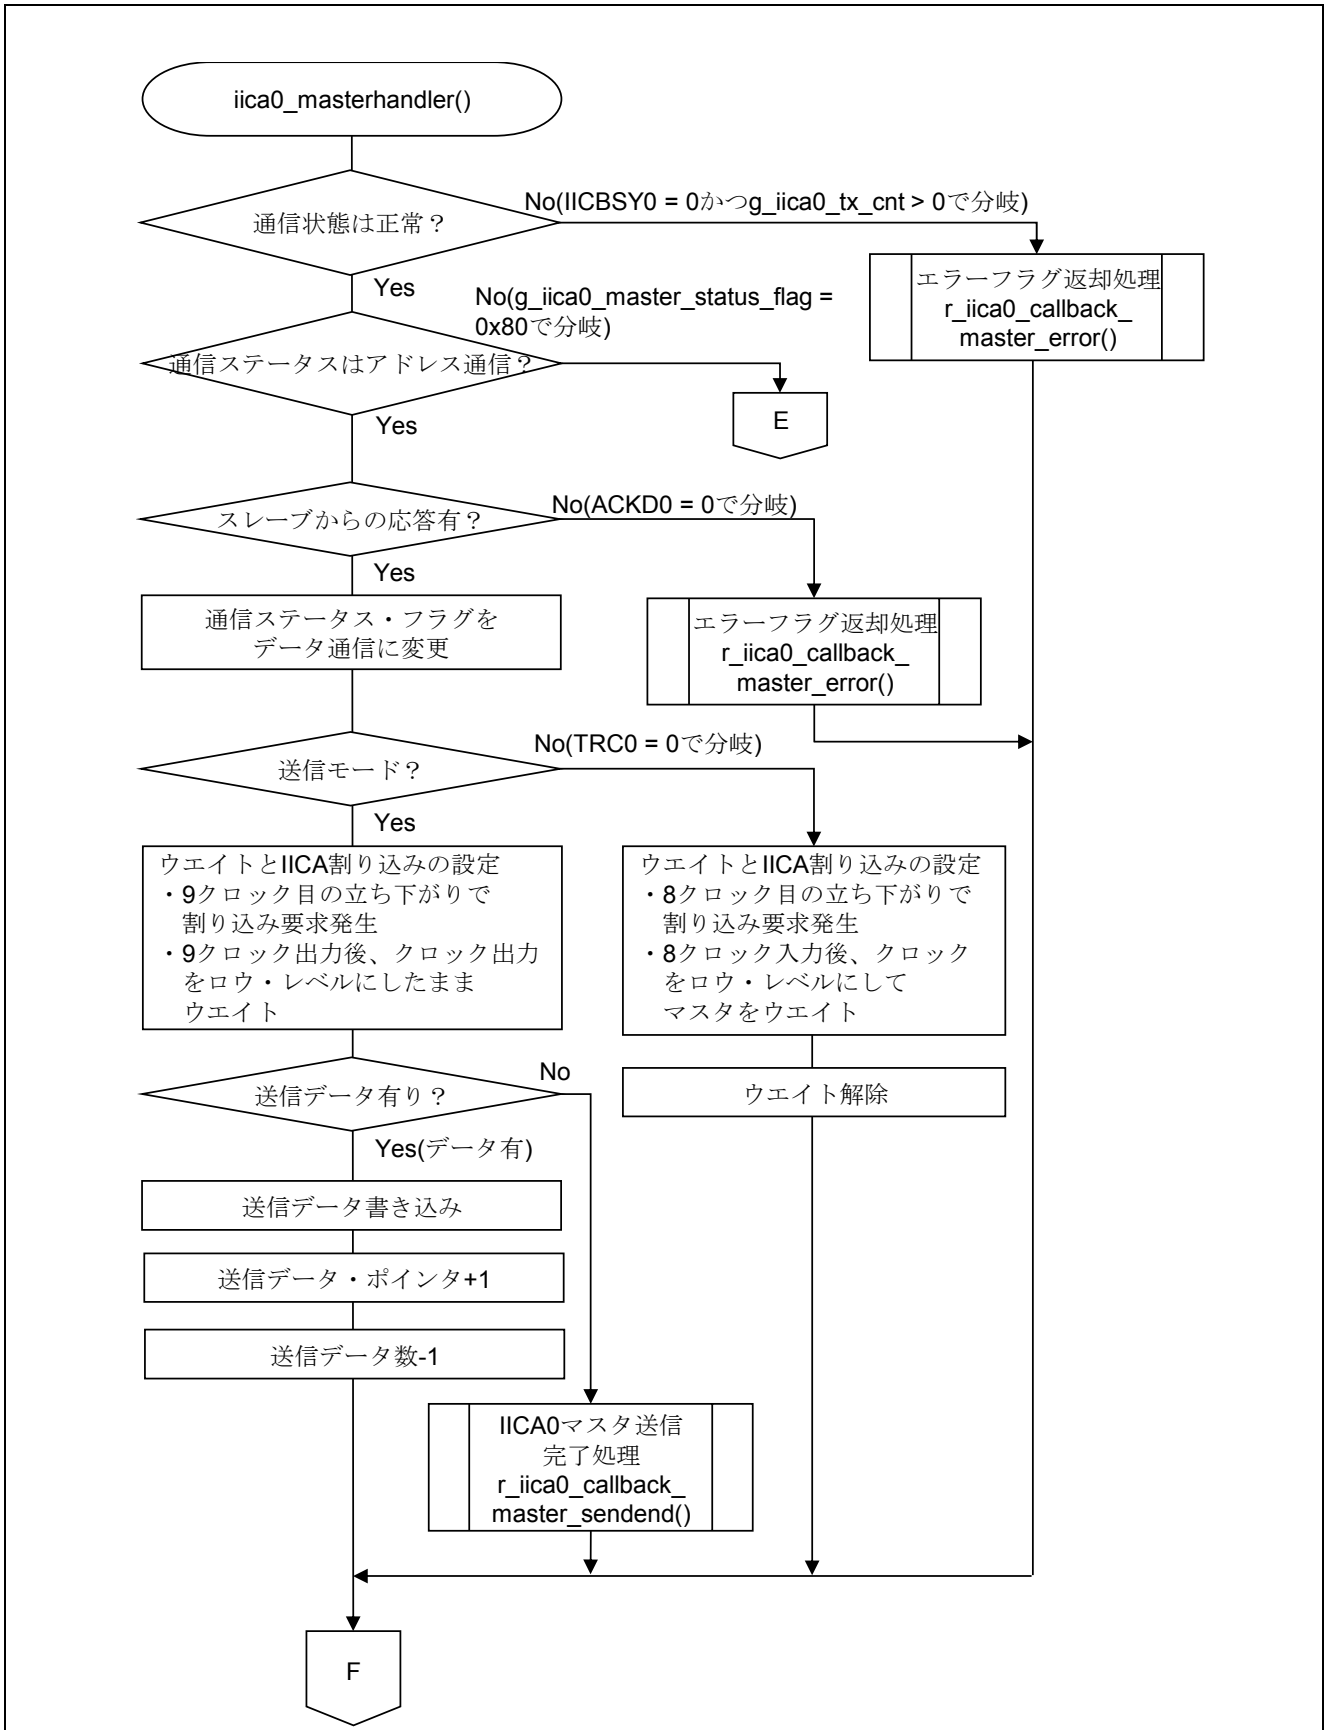 iica0_masterhandler()
通信状態は正常？
No(IICBSY0 = 0かつg_iica0_tx_cnt > 0で分岐)
エラーフラグ返却処理
r_iica0_callback_
master_error()
Yes
No(g_iica0_master_status_flag =
0x80で分岐)
通信ステータスはアドレス通信？
E
Yes
スレーブからの応答有？
No(ACKD0 = 0で分岐)
Yes
エラーフラグ返却処理
r_iica0_callback_
master_error()
通信ステータス・フラグを
データ通信に変更
送信モード？
No(TRC0 = 0で分岐)
Yes
ウエイトとIICA割り込みの設定
・9クロック目の立ち下がりで
割り込み要求発生
・9クロック出力後、クロック出力
をロウ・レベルにしたまま
ウエイト
ウエイトとIICA割り込みの設定
・8クロック目の立ち下がりで
割り込み要求発生
・8クロック入力後、クロック
をロウ・レベルにして
マスタをウエイト
送信データ有り？
No
ウエイト解除
Yes(データ有)
送信データ書き込み
送信データ・ポインタ+1
送信データ数-1
IICA0マスタ送信
完了処理
r_iica0_callback_
master_sendend()
F